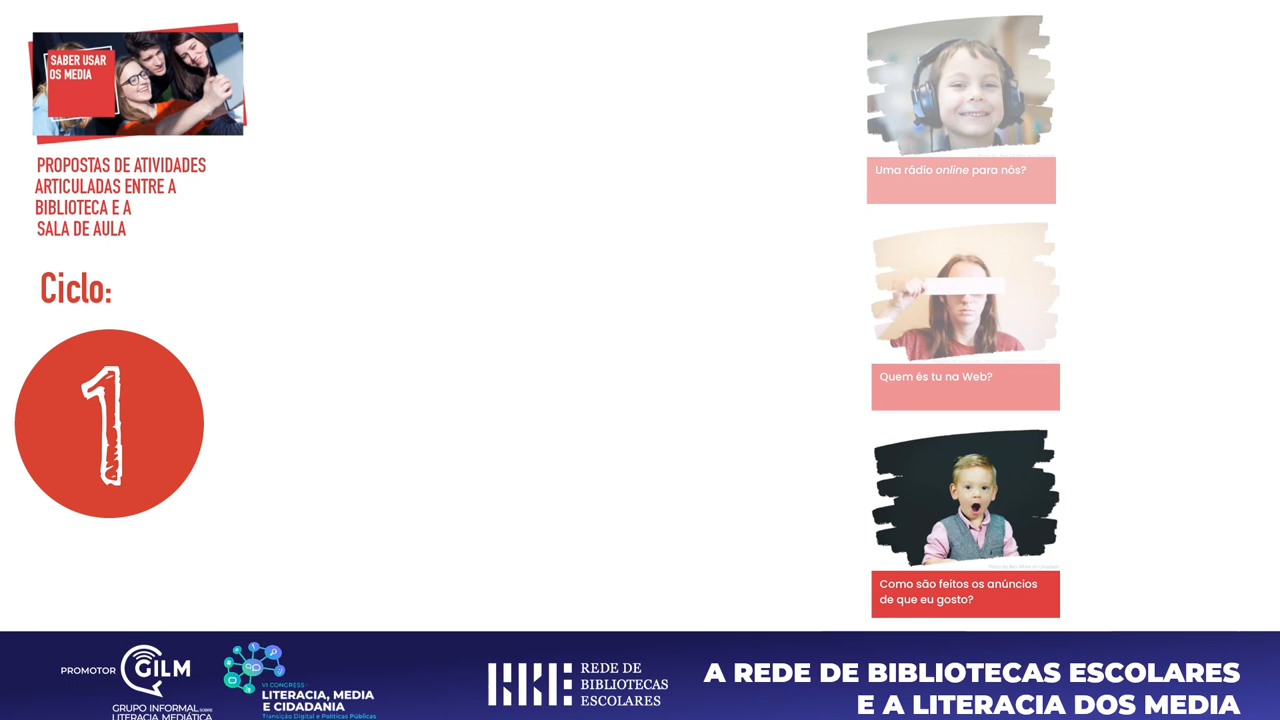 SABER USAR
OS MEDIA
PROPOSTAS DE ATIVIDADES
ARTICULADAS ENTRE A
BIBLIOTECA E A
SALA DE AULA
Ciclo:
1
Uma rádio online para nós?
Quem és tu na Web?
Como são feitos os anúncios
de que eu gosto?
PROMOTOR
GILM
GRUPO INFORMAL SOBRE
LITERACIA MEDIÁTICA
VI CONGRESSO
LITERACIA, MEDIA
E CIDADANIA
Transição Digital e Políticas Públicas
REDE DE
BIBLIOTECAS
ESCOLARES
A REDE DE BIBLIOTECAS ESCOLARES
E A LITERACIA DOS MEDIA